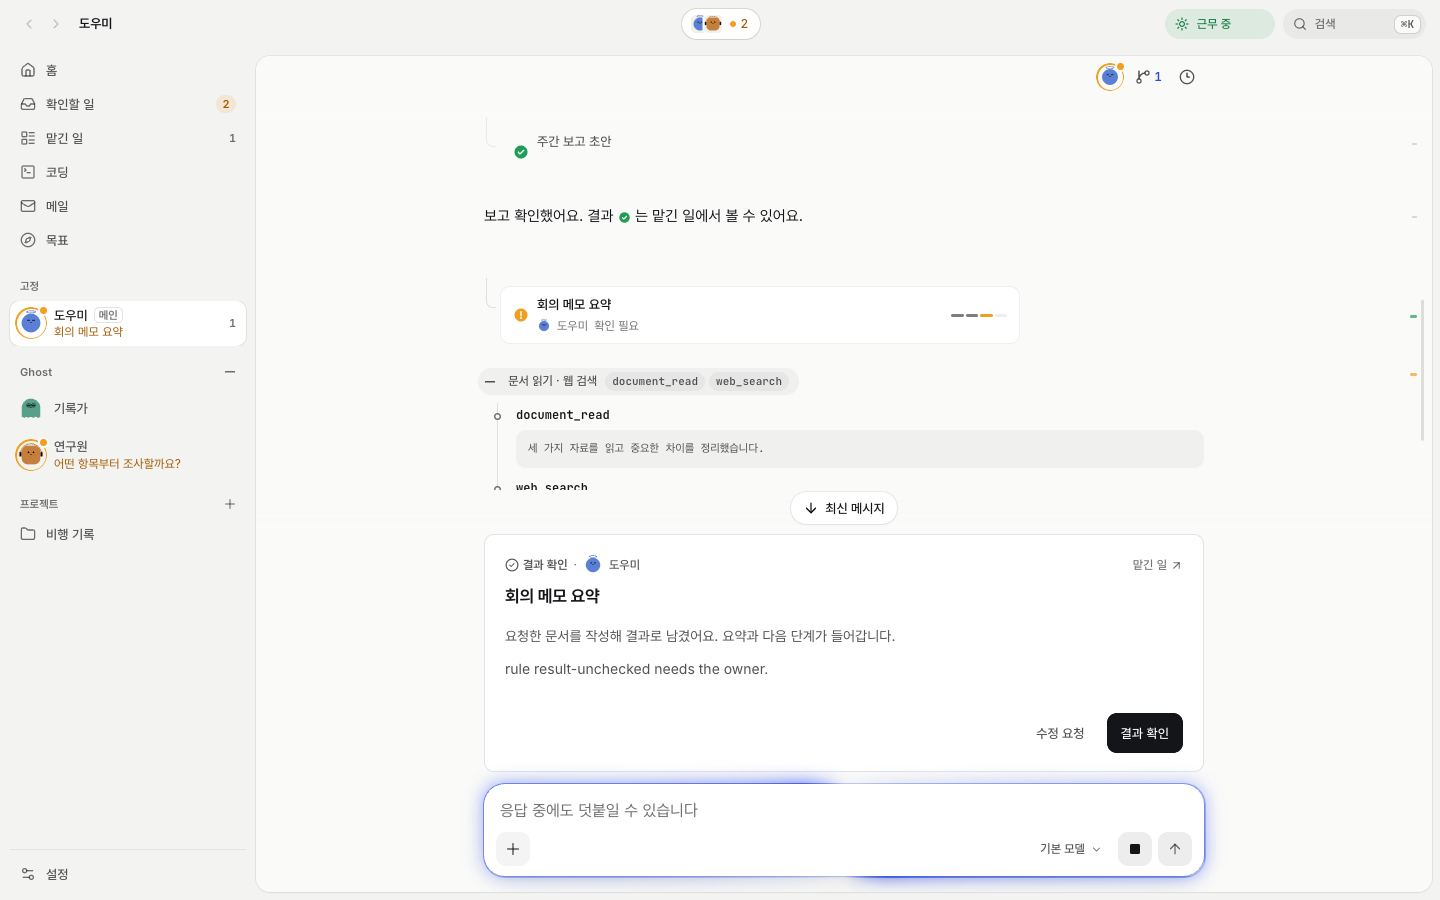 도우미
2
근무 중
검색
⌘K
홈
확인할 일
2
맡긴 일
1
코딩
메일
목표
고정
도우미
메인
회의 메모 요약
1
Ghost
기록가
연구원
어떤 항목부터 조사할까요?
프로젝트
비행 기록
설정
1
주간 보고 초안
보고 확인했어요. 결과 는 맡긴 일에서 볼 수 있어요.
회의 메모 요약
도우미 확인 필요
문서 읽기 · 웹 검색 document_read web_search
document_read
세 가지 자료를 읽고 중요한 차이를 정리했습니다.
web_search
최신 메시지
결과 확인 · 도우미
맡긴 일
회의 메모 요약
요청한 문서를 작성해 결과로 남겼어요. 요약과 다음 단계가 들어갑니다.
rule result-unchecked needs the owner.
수정 요청
결과 확인
응답 중에도 덧붙일 수 있습니다
기본 모델